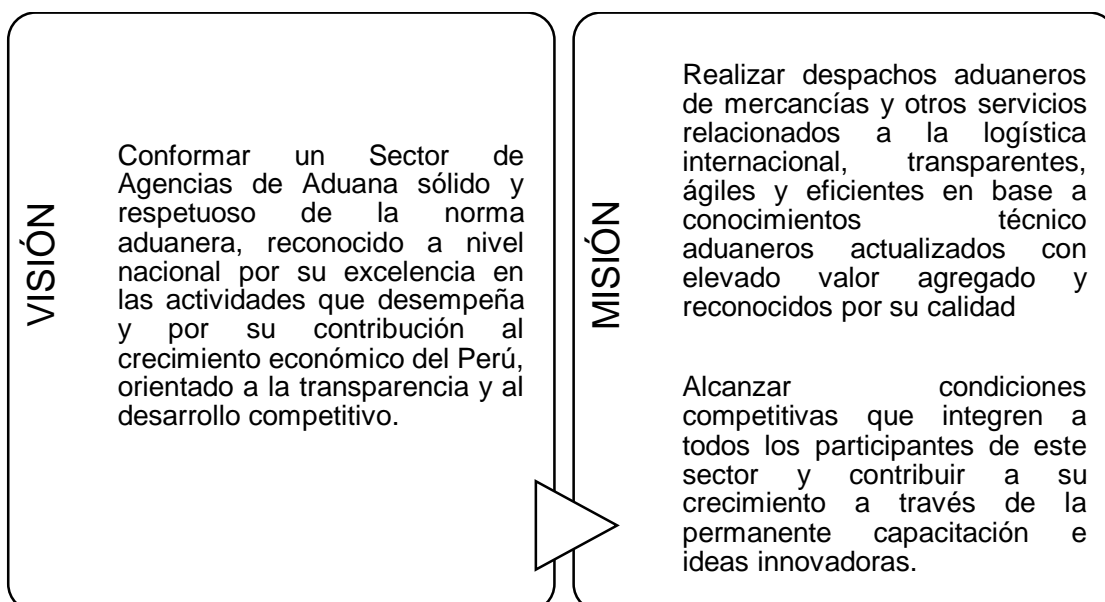 VISIÓN
Conformar un Sector de
Agencias de Aduana sólido y
respetuoso de la norma
aduanera, reconocido a nivel
nacional por su excelencia en
las actividades que desempeña
y por su contribución al
crecimiento económico del Perú,
orientado a la transparencia y al
desarrollo competitivo.
MISIÓN
Realizar despachos aduaneros
de mercancías y otros servicios
relacionados a la logística
internacional, transparentes,
ágiles y eficientes en base a
conocimientos técnico
aduaneros actualizados con
elevado valor agregado y
reconocidos por su calidad
Alcanzar condiciones
competitivas que integren a
todos los participantes de este
sector y contribuir a su
crecimiento a través de la
permanente capacitación e
ideas innovadoras.